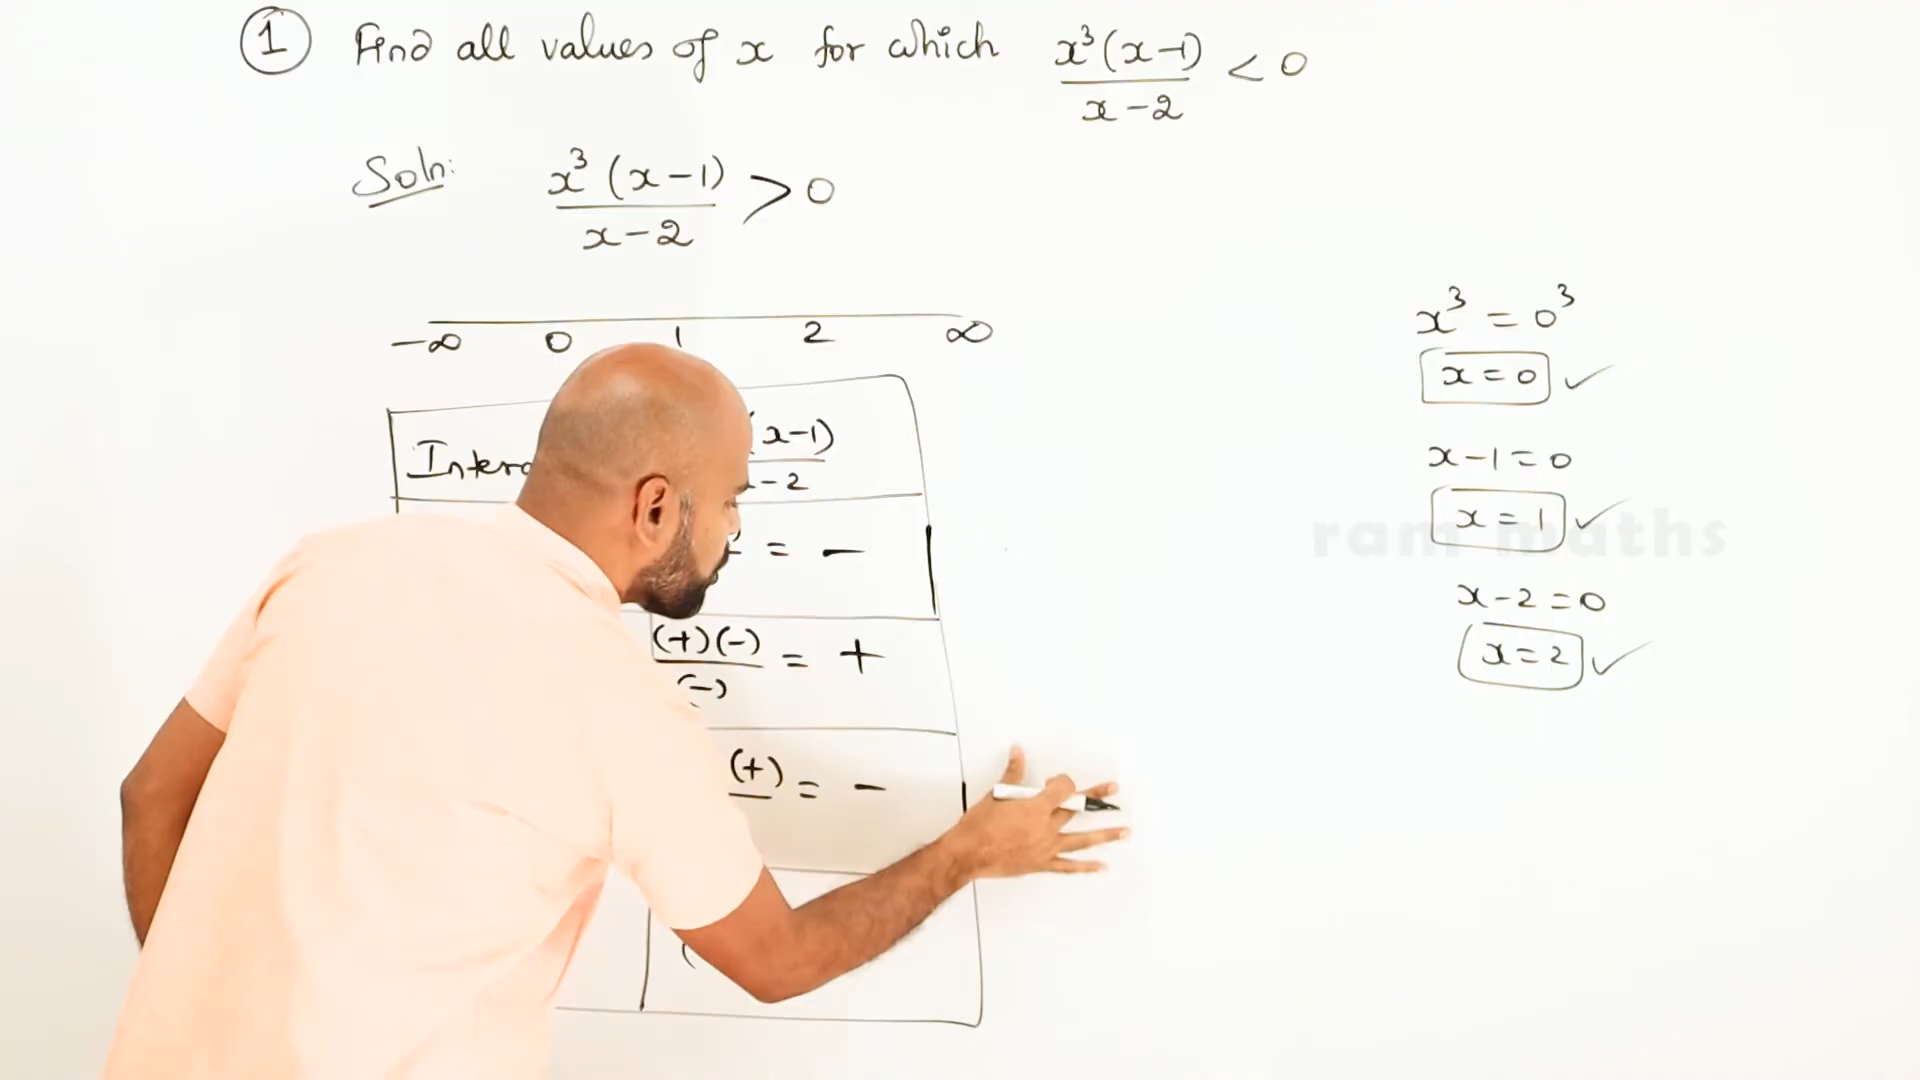 ① Find all values of x for which x³(x-1)/(x-2) < 0
Soln: x³(x-1)/(x-2) > 0
-∞ 0 1 2 ∞
(x-1)
-2
= -
(+)(-)/(-) = +
(+) = -
x³ = 0³
x = 0 ✓
x-1=0
x = 1 ✓
ram maths
x-2=0
x=2 ✓